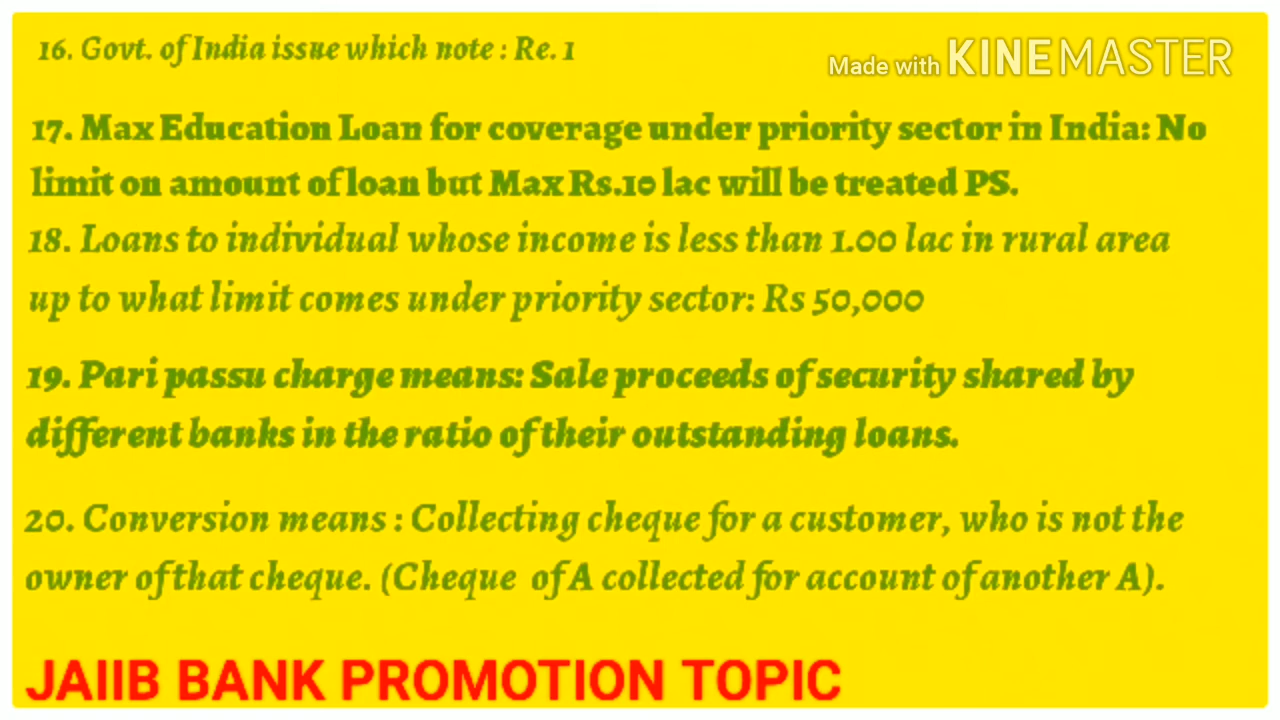 16. Govt. of India issue which note : Re. 1
Made with KINEMASTER
17. Max Education Loan for coverage under priority sector in India: No
limit on amount of loan but Max Rs.10 lac will be treated PS.
18. Loans to individual whose income is less than 1.00 lac in rural area
up to what limit comes under priority sector: Rs 50,000
19. Pari passu charge means: Sale proceeds of security shared by
different banks in the ratio of their outstanding loans.
20. Conversion means : Collecting cheque for a customer, who is not the
owner of that cheque. (Cheque of A collected for account of another A).
JAIIB BANK PROMOTION TOPIC